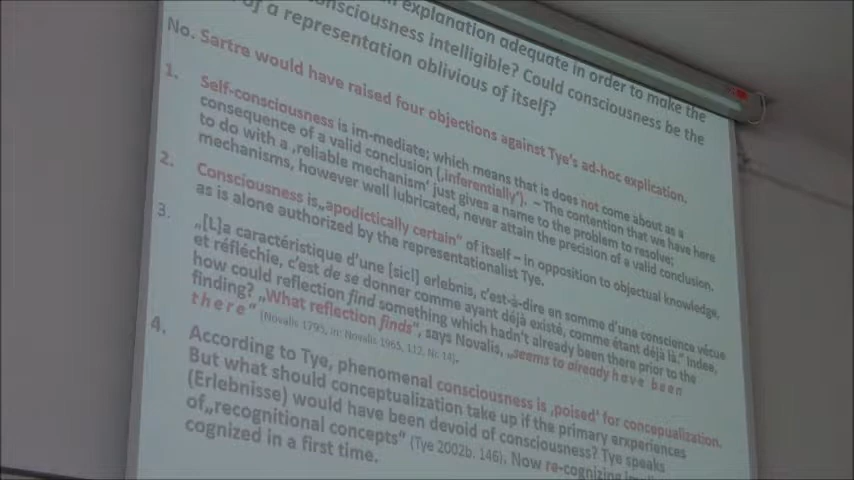 explanation adequate in order to make the
consciousness intelligible? Could consciousness be the
of a representation oblivious of itself?
No. Sartre would have raised four objections against Tye's ad-hoc explication.
1. Self-consciousness is im-mediate; which means that is does not come about as a
consequence of a valid conclusion (‚inferentially'). – The contention that we have here
to do with a ‚reliable mechanism' just gives a name to the problem to resolve;
mechanisms, however well lubricated, never attain the precision of a valid conclusion.
2. Consciousness is „apodictically certain" of itself – in opposition to objectual knowledge,
as is alone authorized by the representationalist Tye.
3. „[L]a caractéristique d'une [sic!] erlebnis, c'est-à-dire en somme d'une conscience vécue
et réfléchie, c'est de se donner comme ayant déjà existé, comme étant déjà là." Indee,
how could reflection find something which hadn't already been there prior to the
finding? „What reflection finds", says Novalis, „seems to already have been
there" (Novalis 1795, in: Novalis 1965, 112, Nr. 14).
4. According to Tye, phenomenal consciousness is ‚poised' for concepualization.
But what should conceptualization take up if the primary erxperiences
(Erlebnisse) would have been devoid of consciousness? Tye speaks
of „recognitional concepts" (Tye 2002b, 146). Now re-cognizing
cognized in a first time.